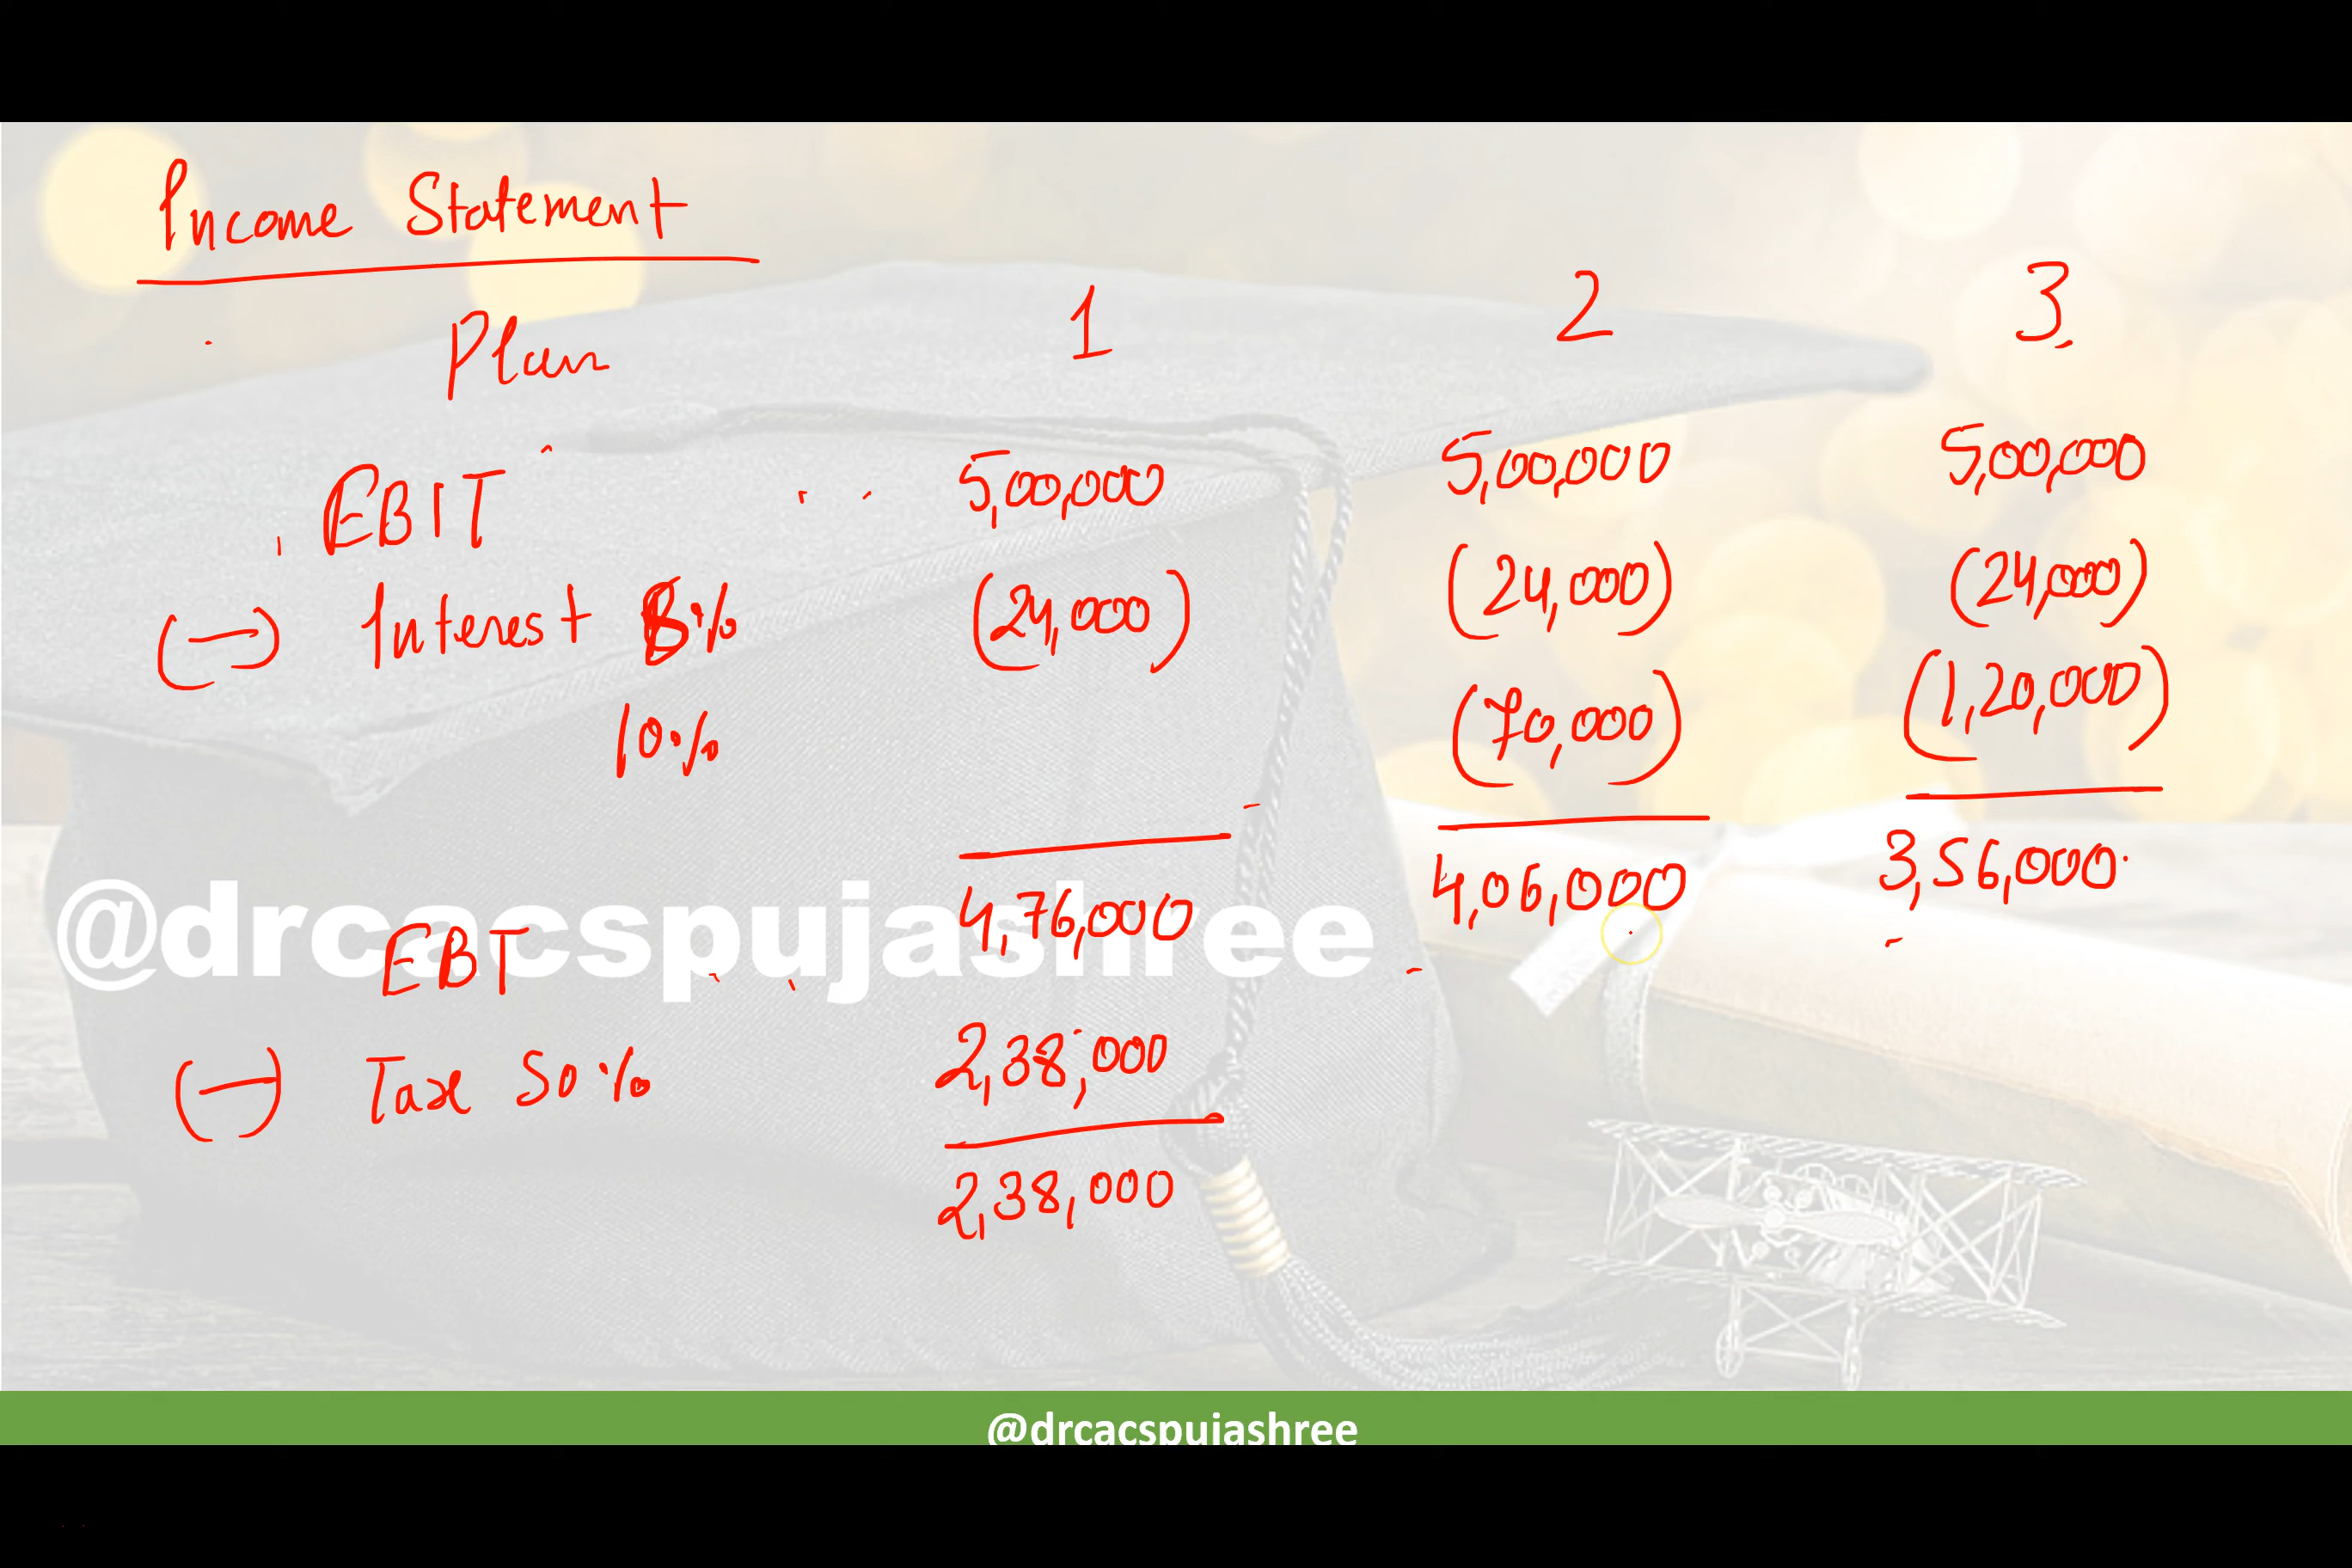 Income Statement
Plan 1 2 3
EBIT 5,00,000 5,00,000 5,00,000
(-) Interest 8% (24,000) (24,000) (24,000)
10% (70,000) (1,20,000)
4,76,000 4,06,000 3,56,000
@drcacspujashree
EBT
(-) Tax 50% 2,38,000
2,38,000
@drcacspujashree